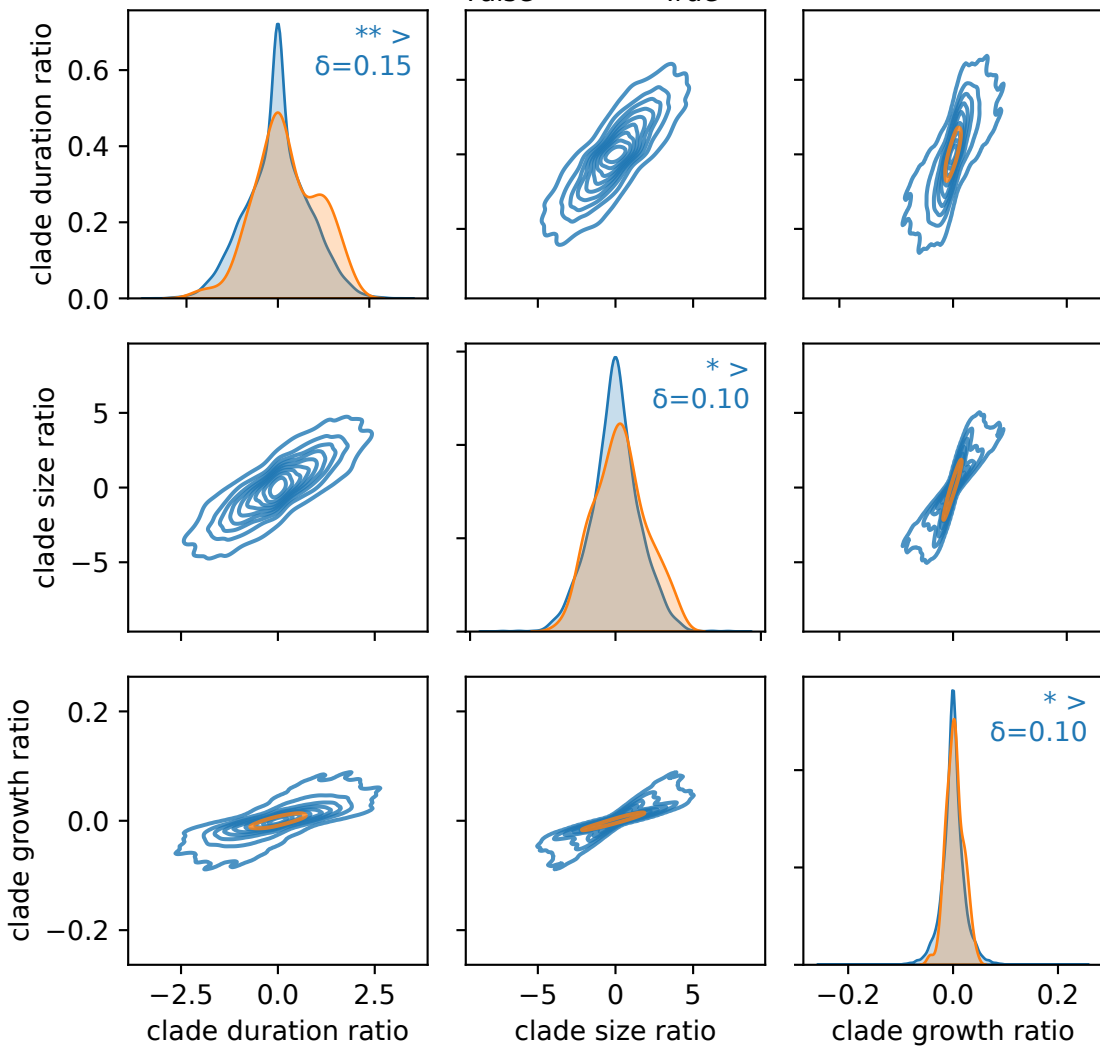 clade duration ratio
0.6
0.4
0.2
0.0
** >
δ=0.15
clade size ratio
5
0
−5
* >
δ=0.10
clade growth ratio
0.2
0.0
−0.2
* >
δ=0.10
−2.5 0.0 2.5
−5 0 5
−0.2 0.0 0.2
clade duration ratio
clade size ratio
clade growth ratio